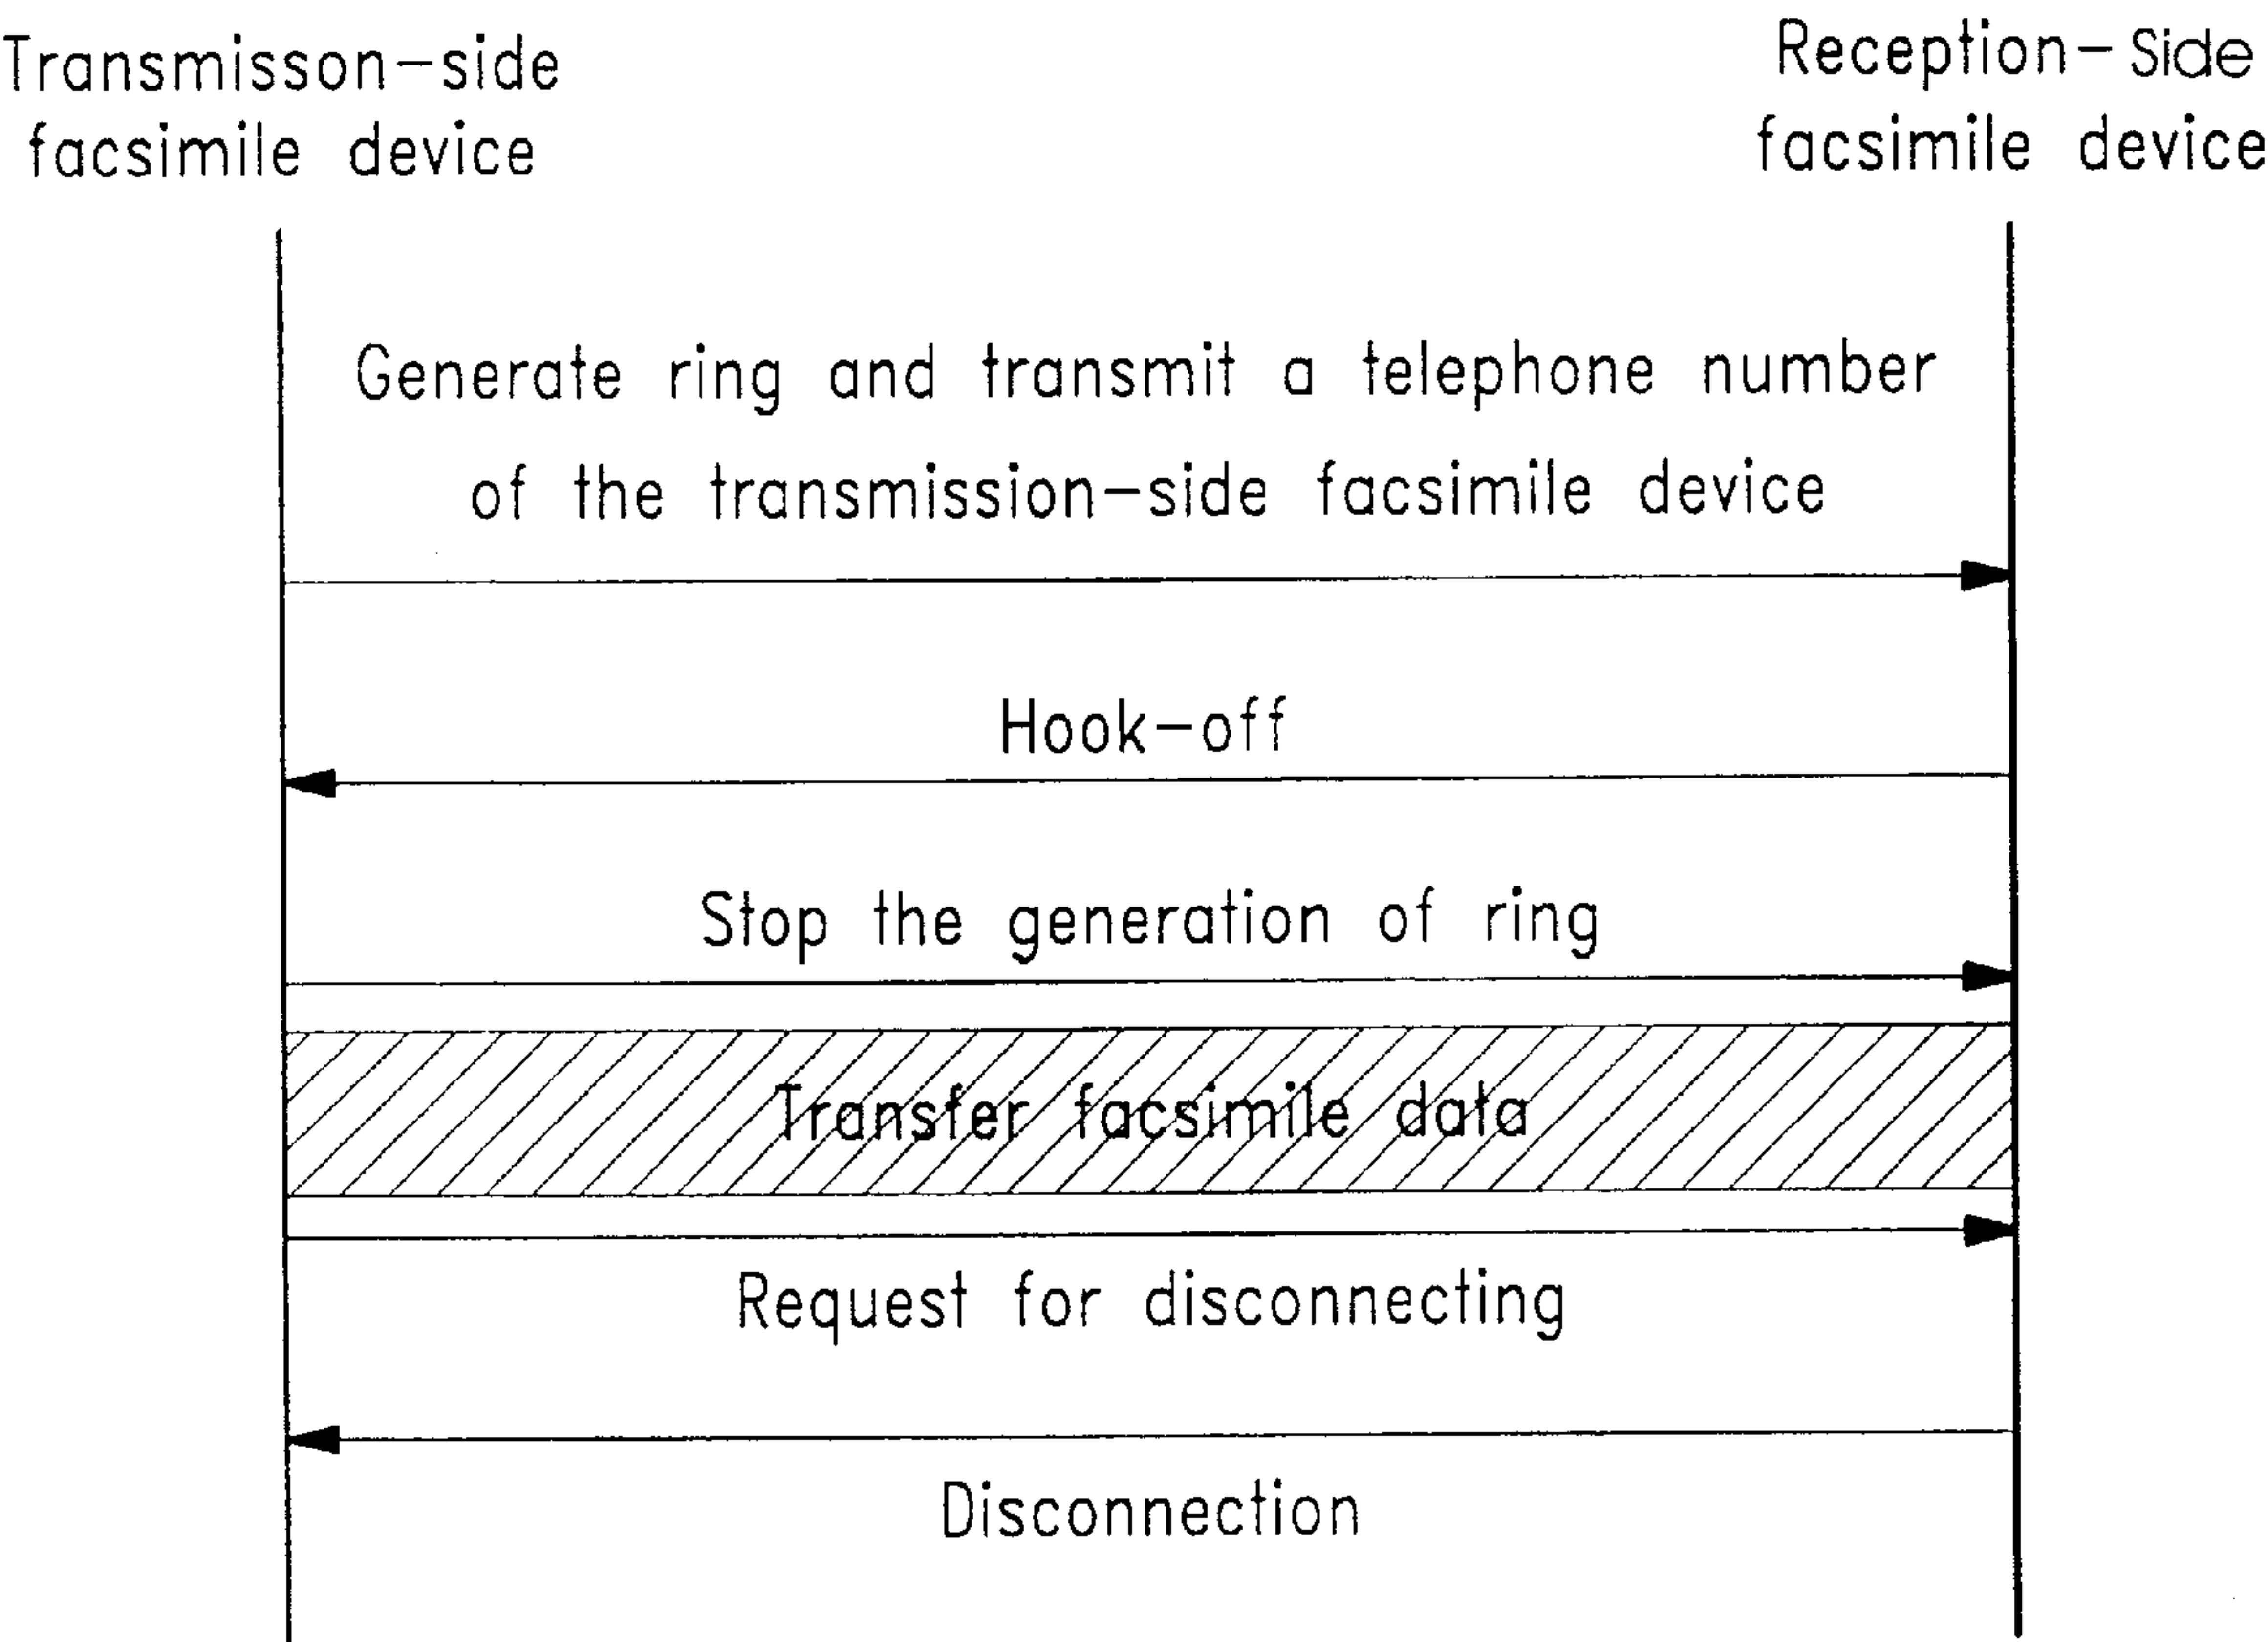 Transmisson-side
facsimile device
Reception-Side
facsimile device
Generate ring and transmit a telephone number
of the transmission-side facsimile device
Hook-off
Stop the generation of ring
Transfer facsimile data
Request for disconnecting
Disconnection